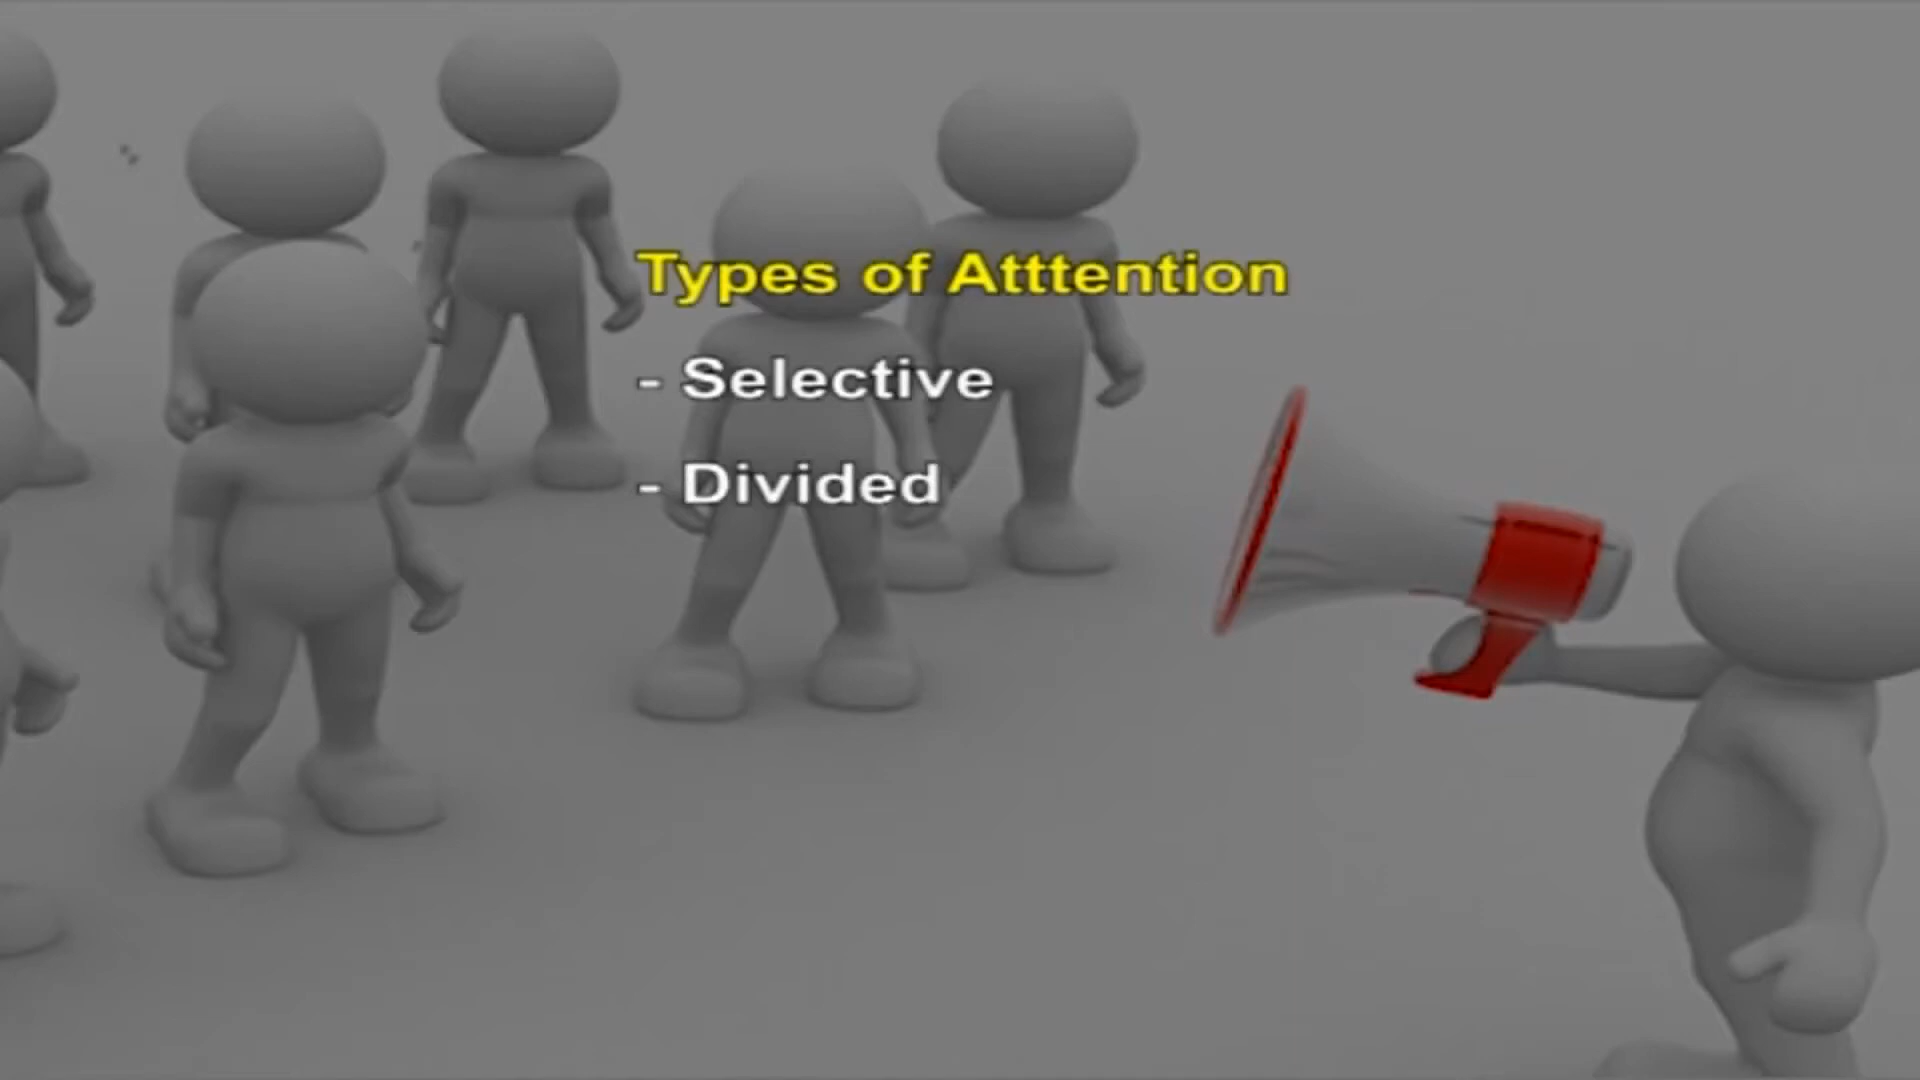 Types of Atttention
- Selective
- Divided